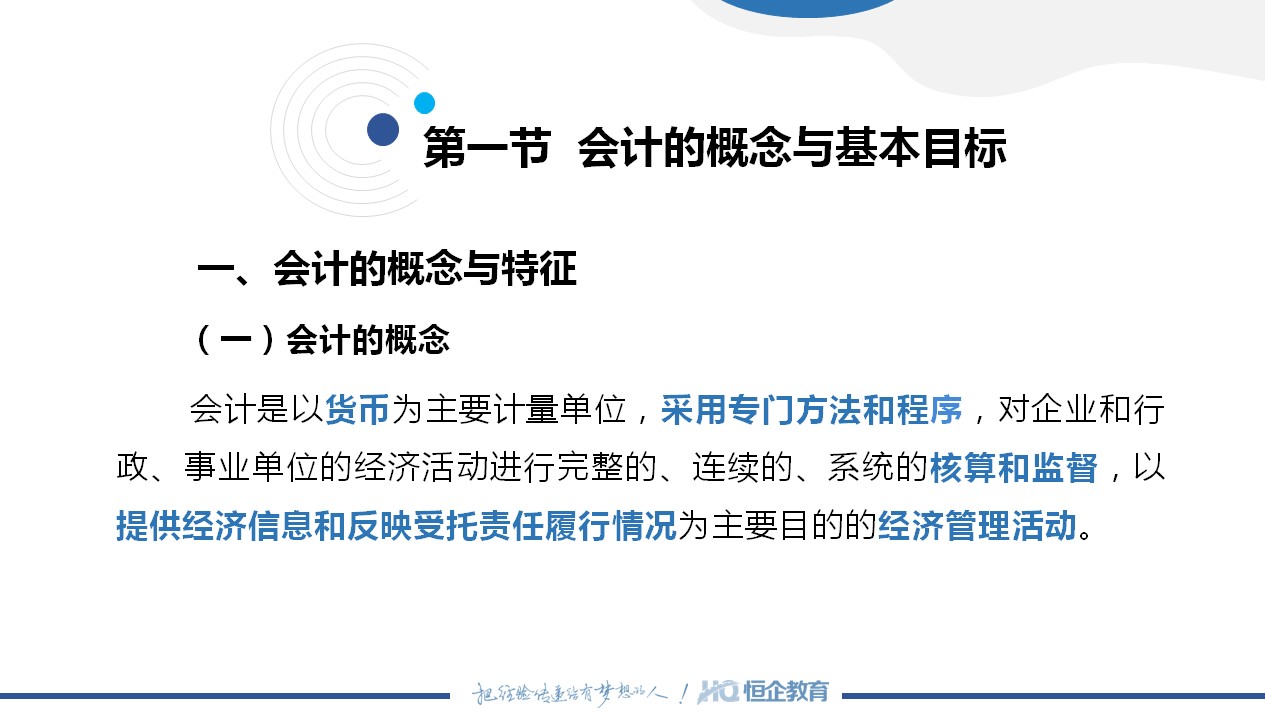 第一节 会计的概念与基本目标
一、会计的概念与特征
（一）会计的概念
会计是以货币为主要计量单位，采用专门方法和程序，对企业和行
政、事业单位的经济活动进行完整的、连续的、系统的核算和监督，以
提供经济信息和反映受托责任履行情况为主要目的的经济管理活动。
把经验传递给有梦想的人！ HQ 恒企教育